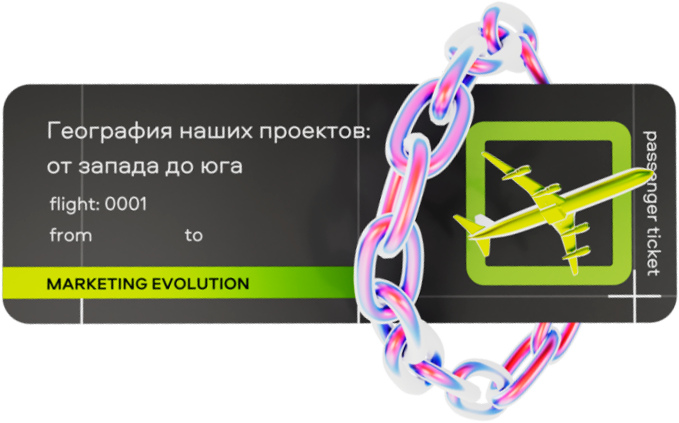 География наших проектов:
от запада до юга
flight: 0001
from to
MARKETING EVOLUTION
passenger ticket